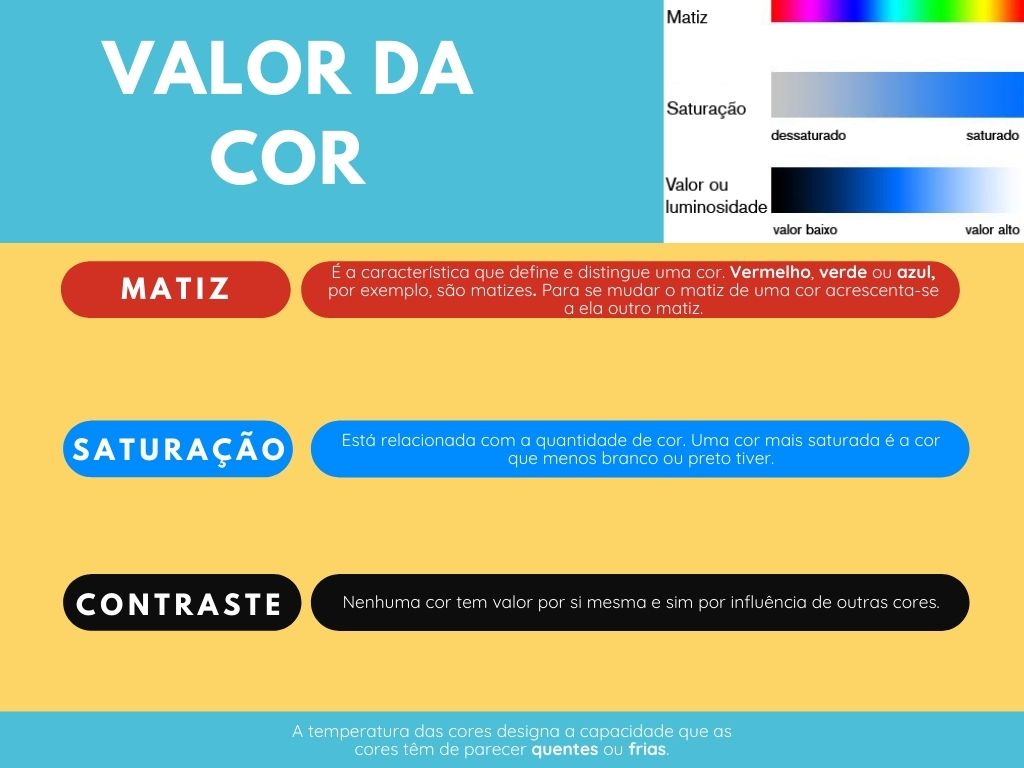 VALOR DA
COR
Matiz
Saturação
dessaturado saturado
Valor ou
luminosidade
valor baixo valor alto
MATIZ
É a característica que define e distingue uma cor. Vermelho, verde ou azul,
por exemplo, são matizes. Para se mudar o matiz de uma cor acrescenta-se
a ela outro matiz.
SATURAÇÃO
Está relacionada com a quantidade de cor. Uma cor mais saturada é a cor
que menos branco ou preto tiver.
CONTRASTE
Nenhuma cor tem valor por si mesma e sim por influência de outras cores.
A temperatura das cores designa a capacidade que as
cores têm de parecer quentes ou frias.